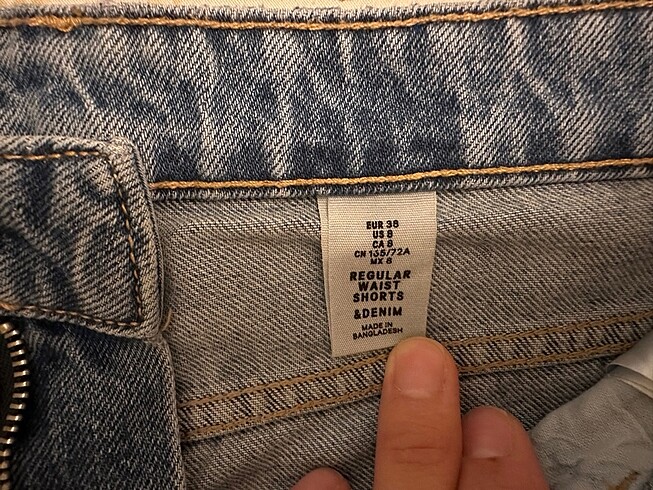 EUR 38
US 8
CA 8
CN 165/72A
MX 8
REGULAR
WAIST
SHORTS
&DENIM
MADE IN
BANGLADESH